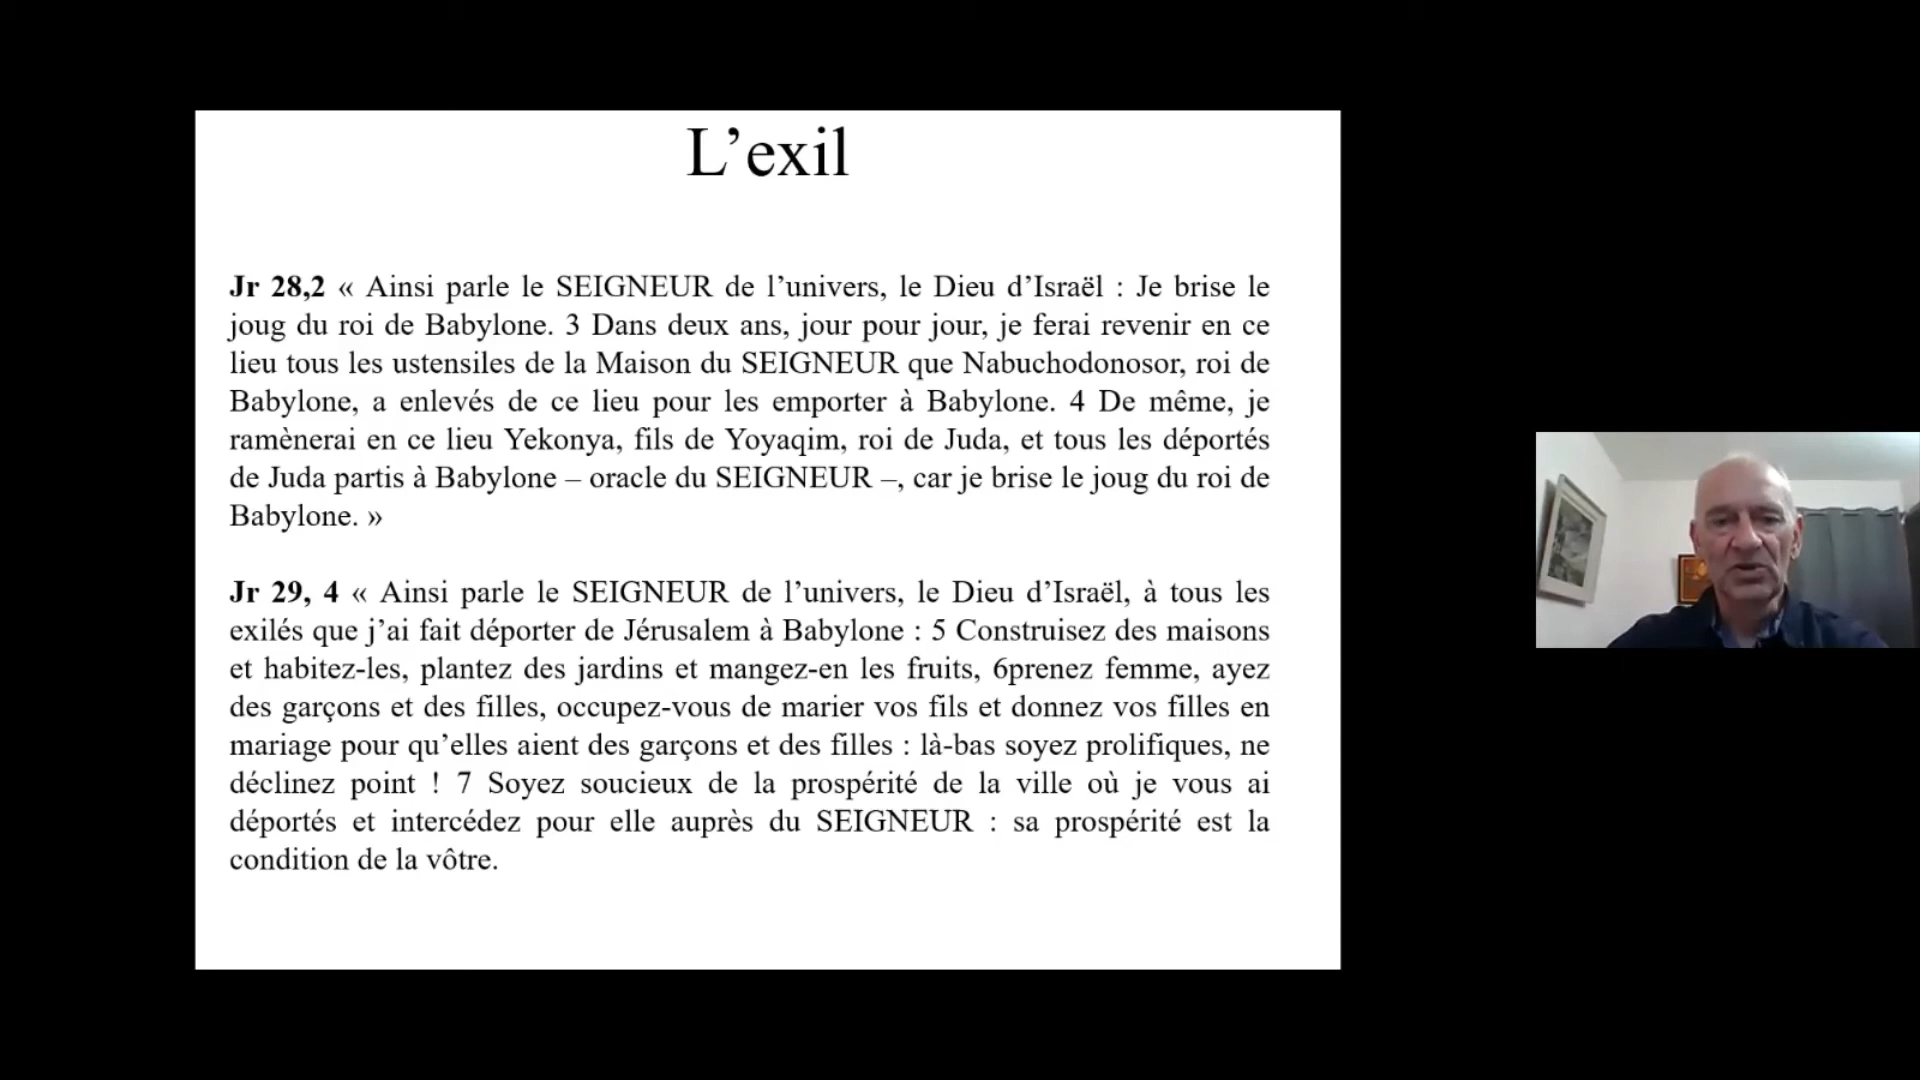 L’exil
Jr 28,2 « Ainsi parle le SEIGNEUR de l’univers, le Dieu d’Israël : Je brise le
joug du roi de Babylone. 3 Dans deux ans, jour pour jour, je ferai revenir en ce
lieu tous les ustensiles de la Maison du SEIGNEUR que Nabuchodonosor, roi de
Babylone, a enlevés de ce lieu pour les emporter à Babylone. 4 De même, je
ramènerai en ce lieu Yekonya, fils de Yoyaqim, roi de Juda, et tous les déportés
de Juda partis à Babylone – oracle du SEIGNEUR –, car je brise le joug du roi de
Babylone. »
Jr 29, 4 « Ainsi parle le SEIGNEUR de l’univers, le Dieu d’Israël, à tous les
exilés que j’ai fait déporter de Jérusalem à Babylone : 5 Construisez des maisons
et habitez-les, plantez des jardins et mangez-en les fruits, 6prenez femme, ayez
des garçons et des filles, occupez-vous de marier vos fils et donnez vos filles en
mariage pour qu’elles aient des garçons et des filles : là-bas soyez prolifiques, ne
déclinez point ! 7 Soyez soucieux de la prospérité de la ville où je vous ai
déportés et intercédez pour elle auprès du SEIGNEUR : sa prospérité est la
condition de la vôtre.